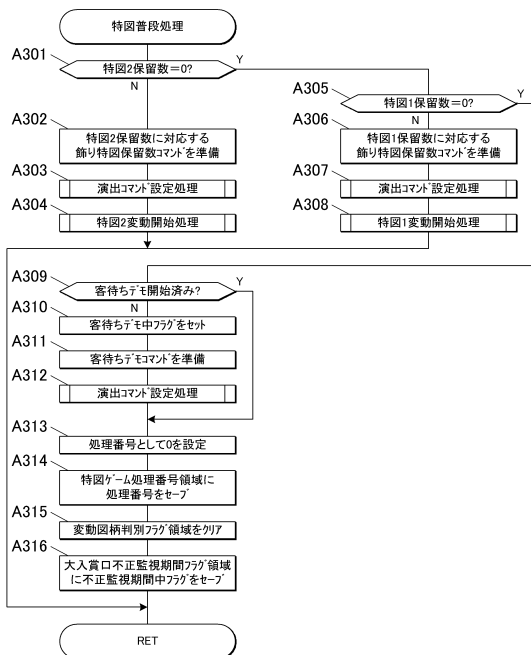 特図普段処理
A301
特図2保留数=0?
Y
N
A305
特図1保留数=0?
Y
N
A302
特図2保留数に対応する
飾り特図保留数コマンドを準備
A306
特図1保留数に対応する
飾り特図保留数コマンドを準備
A303
演出コマンド設定処理
A307
演出コマンド設定処理
A304
特図2変動開始処理
A308
特図1変動開始処理
A309
客待ちデモ開始済み?
Y
N
A310
客待ちデモ中フラグをセット
A311
客待ちデモコマンドを準備
A312
演出コマンド設定処理
A313
処理番号として0を設定
A314
特図ゲーム処理番号領域に
処理番号をセーブ
A315
変動図柄判別フラグ領域をクリア
A316
大入賞口不正監視期間フラグ領域
に不正監視期間中フラグをセーブ
RET